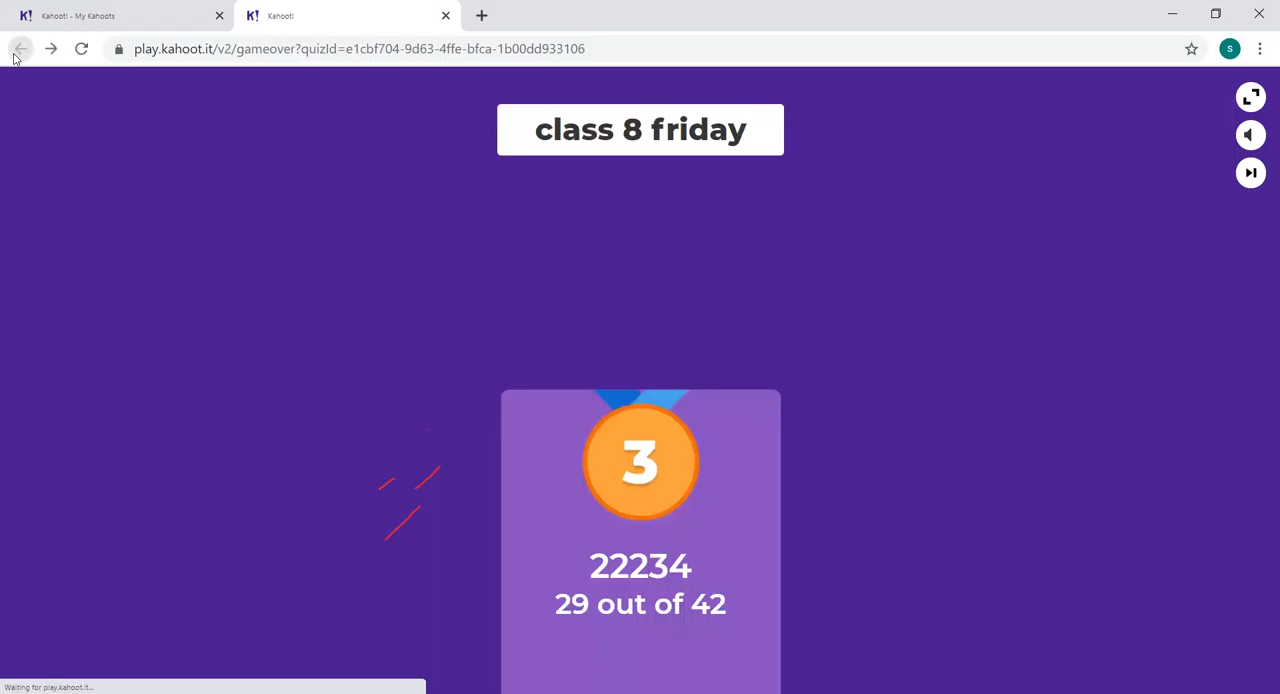 K! Kahoot! - My Kahoots
K! Kahoot!
play.kahoot.it/v2/gameover?quizId=e1cbf704-9d63-4ffe-bfca-1b00dd933106
S
class 8 friday
3
22234
29 out of 42
Waiting for play.kahoot.it...